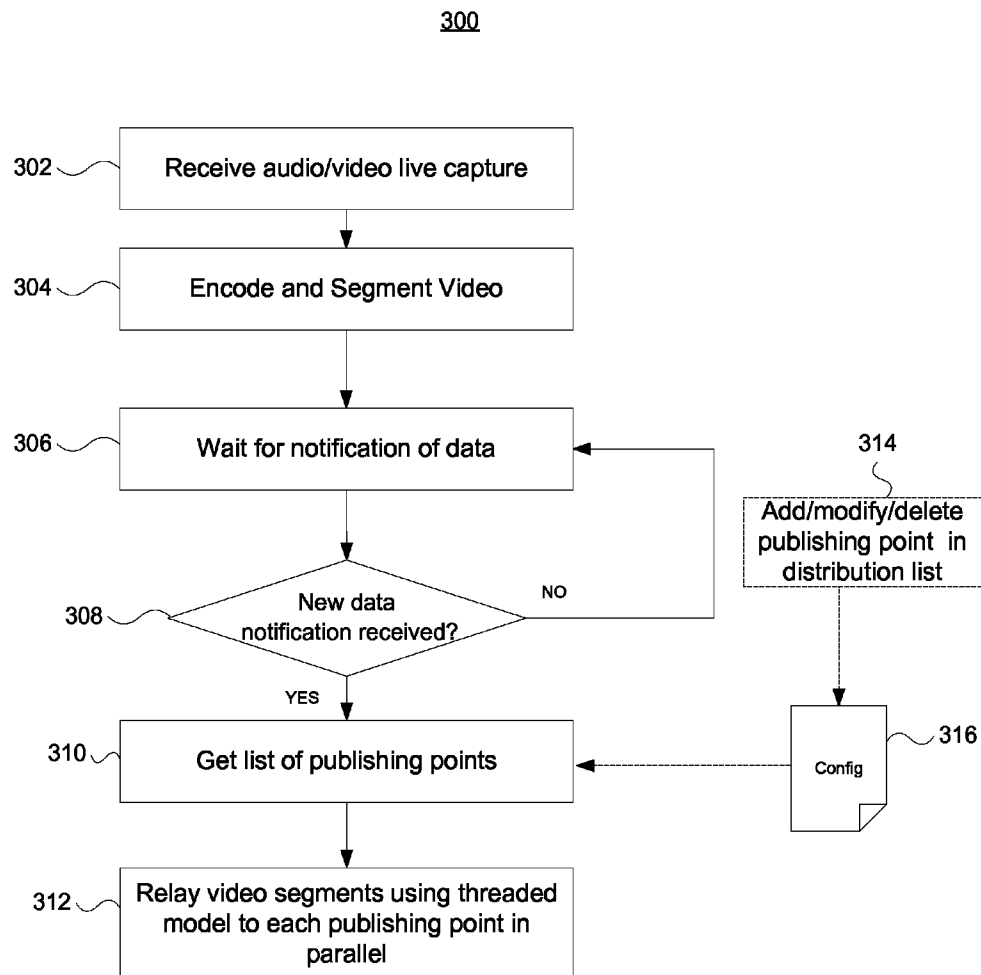 300
302
Receive audio/video live capture
304
Encode and Segment Video
306
Wait for notification of data
314
Add/modify/delete
publishing point in
distribution list
308
New data
notification received?
NO
YES
310
Get list of publishing points
Config
316
312
Relay video segments using threaded
model to each publishing point in
parallel